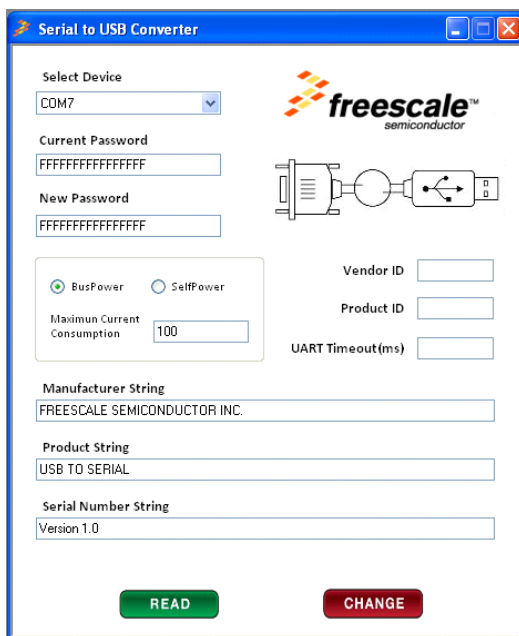 Serial to USB Converter
Select Device
COM7
freescale™
semiconductor
Current Password
FFFFFFFFFFFFFFFF
New Password
FFFFFFFFFFFFFFFF
BusPower SelfPower
Maximun Current
Consumption 100
Vendor ID
Product ID
UART Timeout(ms)
Manufacturer String
FREESCALE SEMICONDUCTOR INC.
Product String
USB TO SERIAL
Serial Number String
Version 1.0
READ CHANGE